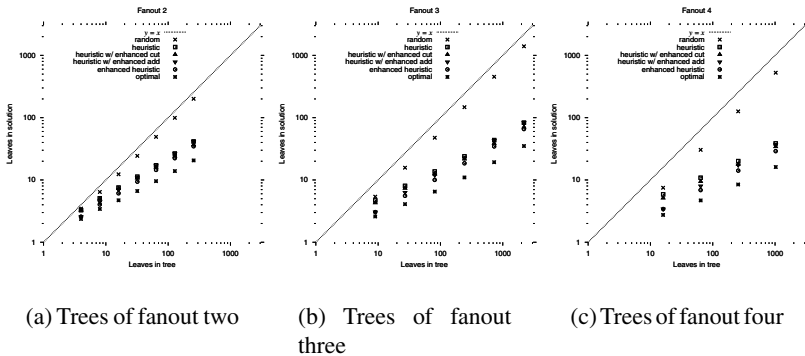 Fanout 2
y = x
random
heuristic
heuristic w/ enhanced cut
heuristic w/ enhanced add
enhanced heuristic
optimal
Leaves in solution
1000
100
10
1
1 10 100 1000
Leaves in tree
(a) Trees of fanout two
Fanout 3
y = x
random
heuristic
heuristic w/ enhanced cut
heuristic w/ enhanced add
enhanced heuristic
optimal
Leaves in solution
1000
100
10
1
1 10 100 1000
Leaves in tree
(b) Trees of fanout
three
Fanout 4
y = x
random
heuristic
heuristic w/ enhanced cut
heuristic w/ enhanced add
enhanced heuristic
optimal
Leaves in solution
1000
100
10
1
1 10 100 1000
Leaves in tree
(c) Trees of fanout four